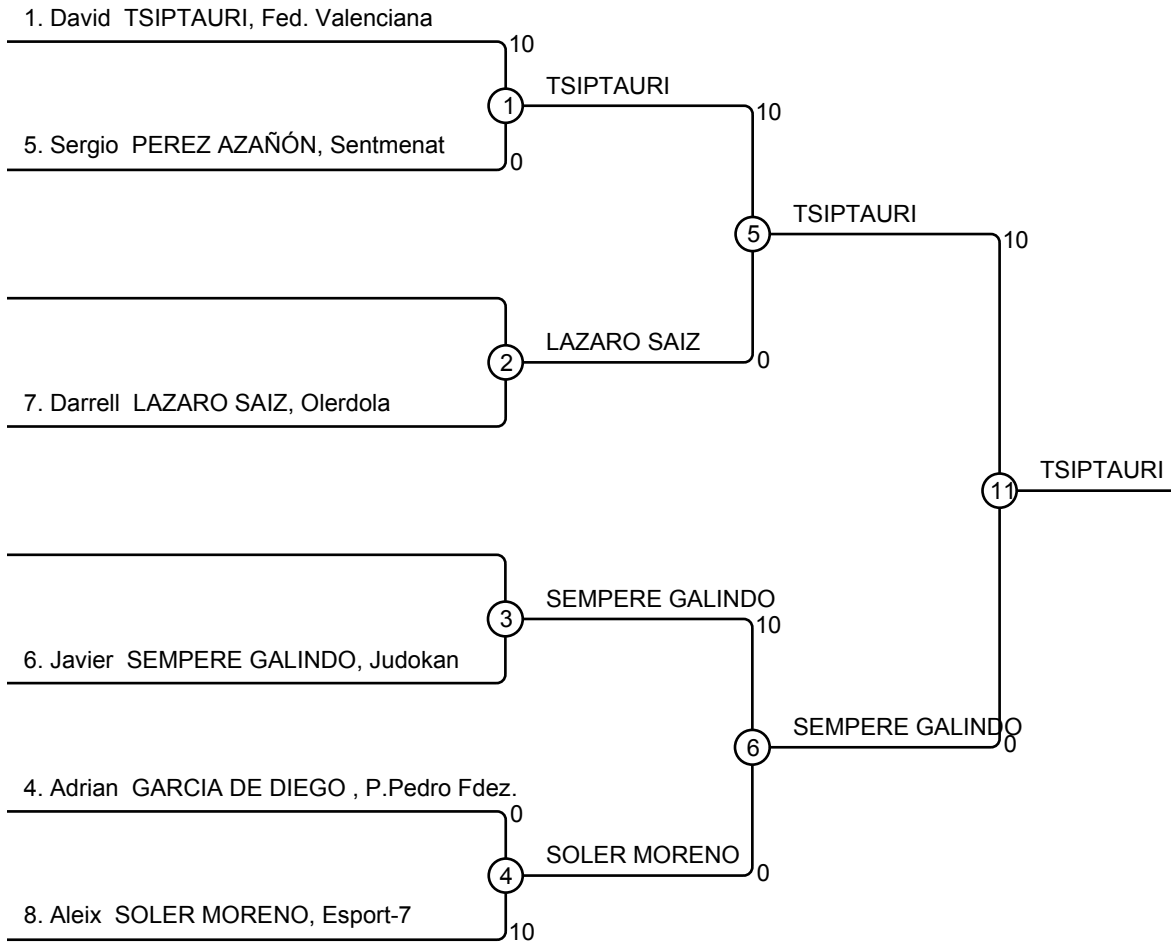 1. David  TSIPTAURI, Fed. Valenciana
10
TSIPTAURI
1
10
5. Sergio  PEREZ AZAÑÓN, Sentmenat
0
TSIPTAURI
5
10
LAZARO SAIZ
2
0
7. Darrell  LAZARO SAIZ, Olerdola
TSIPTAURI
11
SEMPERE GALINDO
3
10
6. Javier  SEMPERE GALINDO, Judokan
SEMPERE GALINDO
6
0
4. Adrian  GARCIA DE DIEGO , P.Pedro Fdez.
0
SOLER MORENO
4
0
8. Aleix  SOLER MORENO, Esport-7
10